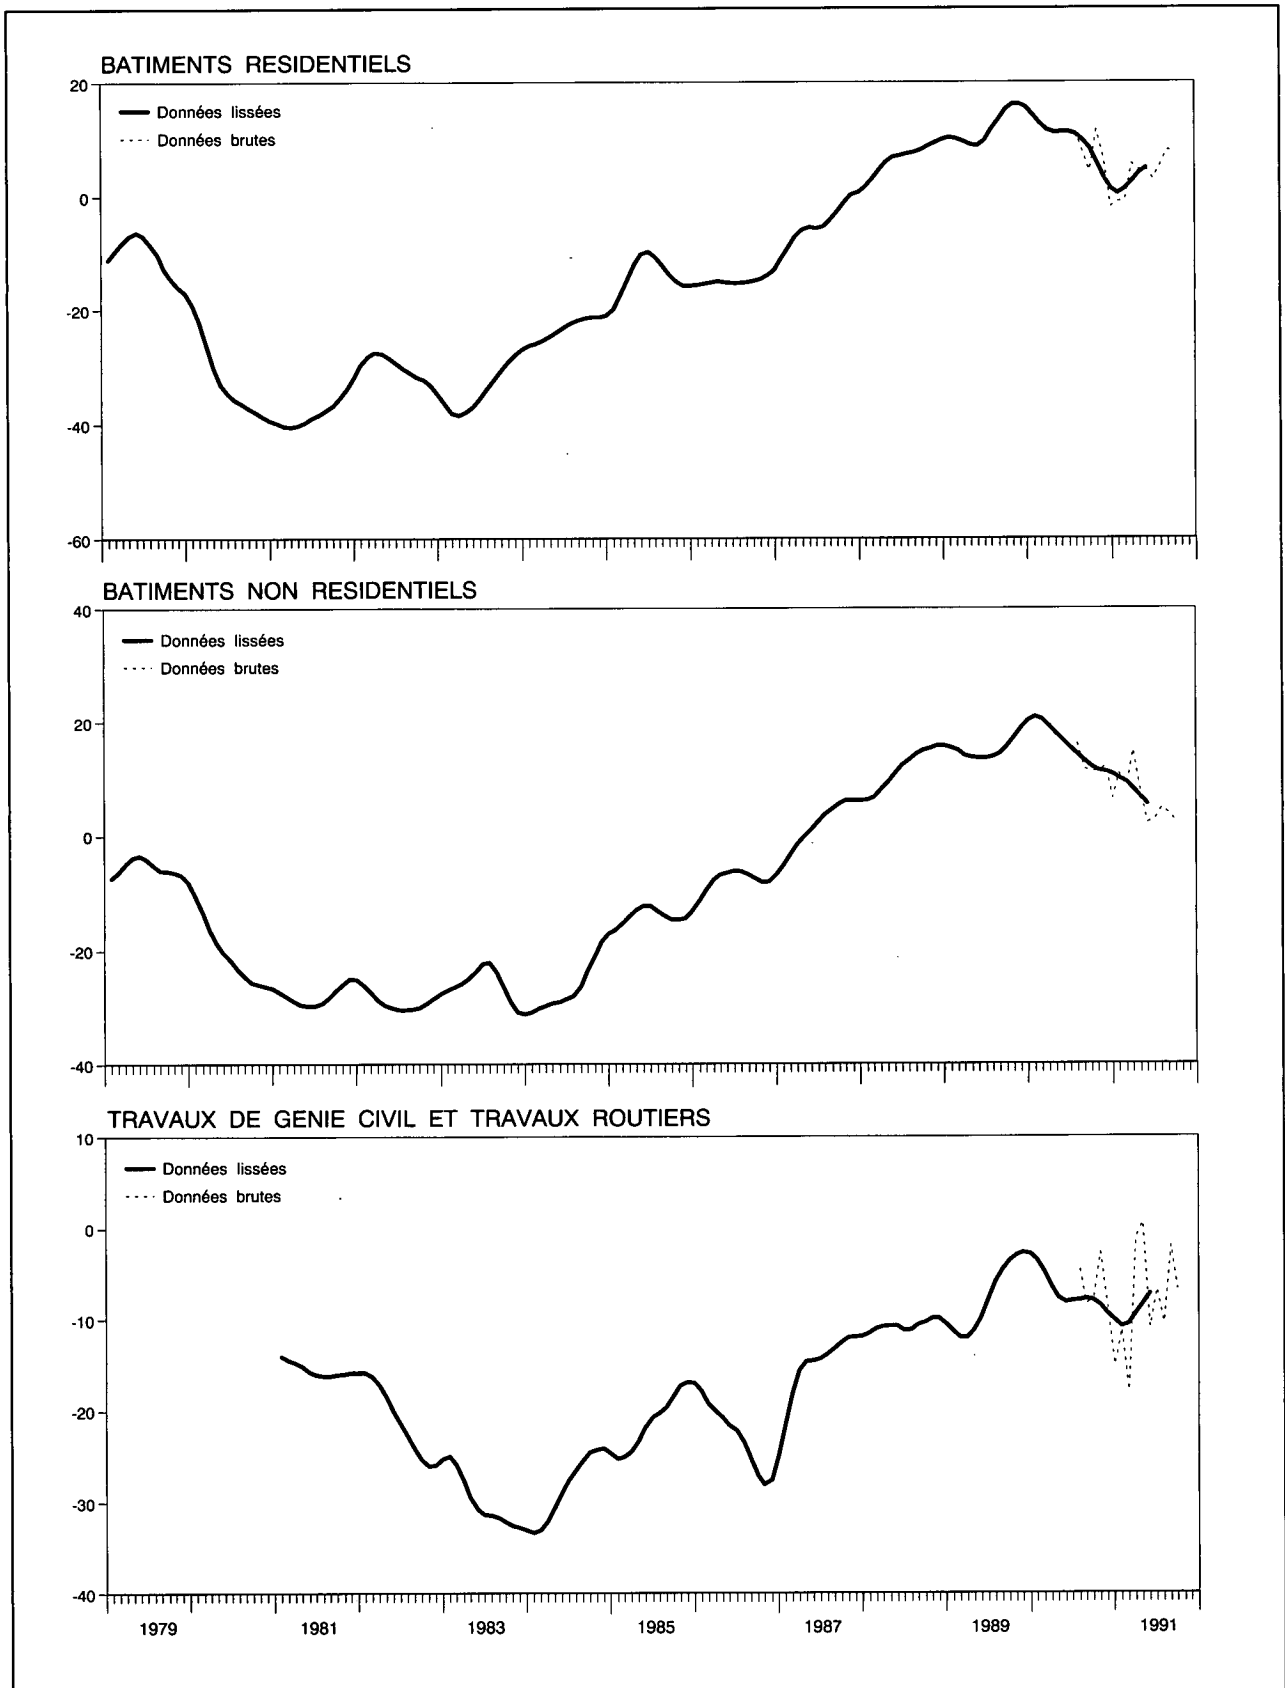 BATIMENTS RESIDENTIELS
20
Données lissées
Données brutes
0
-20
-40
-60
BATIMENTS NON RESIDENTIELS
40
Données lissées
Données brutes
20
0
-20
-40
TRAVAUX DE GENIE CIVIL ET TRAVAUX ROUTIERS
10
Données lissées
Données brutes
0
-10
-20
-30
-40
1979 1981 1983 1985 1987 1989 1991